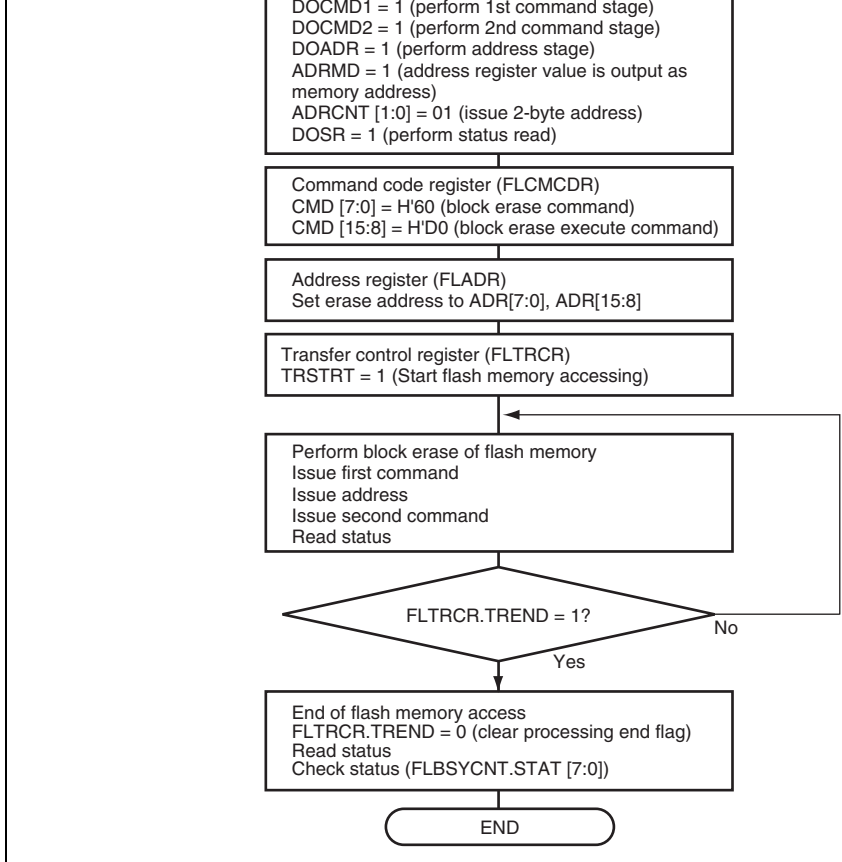 DOCMD1 = 1 (perform 1st command stage)
DOCMD2 = 1 (perform 2nd command stage)
DOADR = 1 (perform address stage)
ADRMD = 1 (address register value is output as
memory address)
ADRCNT [1:0] = 01 (issue 2-byte address)
DOSR = 1 (perform status read)
Command code register (FLCMCDR)
CMD [7:0] = H'60 (block erase command)
CMD [15:8] = H'D0 (block erase execute command)
Address register (FLADR)
Set erase address to ADR[7:0], ADR[15:8]
Transfer control register (FLTRCR)
TRSTRT = 1 (Start flash memory accessing)
Perform block erase of flash memory
Issue first command
Issue address
Issue second command
Read status
FLTRCR.TREND = 1?
No
Yes
End of flash memory access
FLTRCR.TREND = 0 (clear processing end flag)
Read status
Check status (FLBSYCNT.STAT [7:0])
END